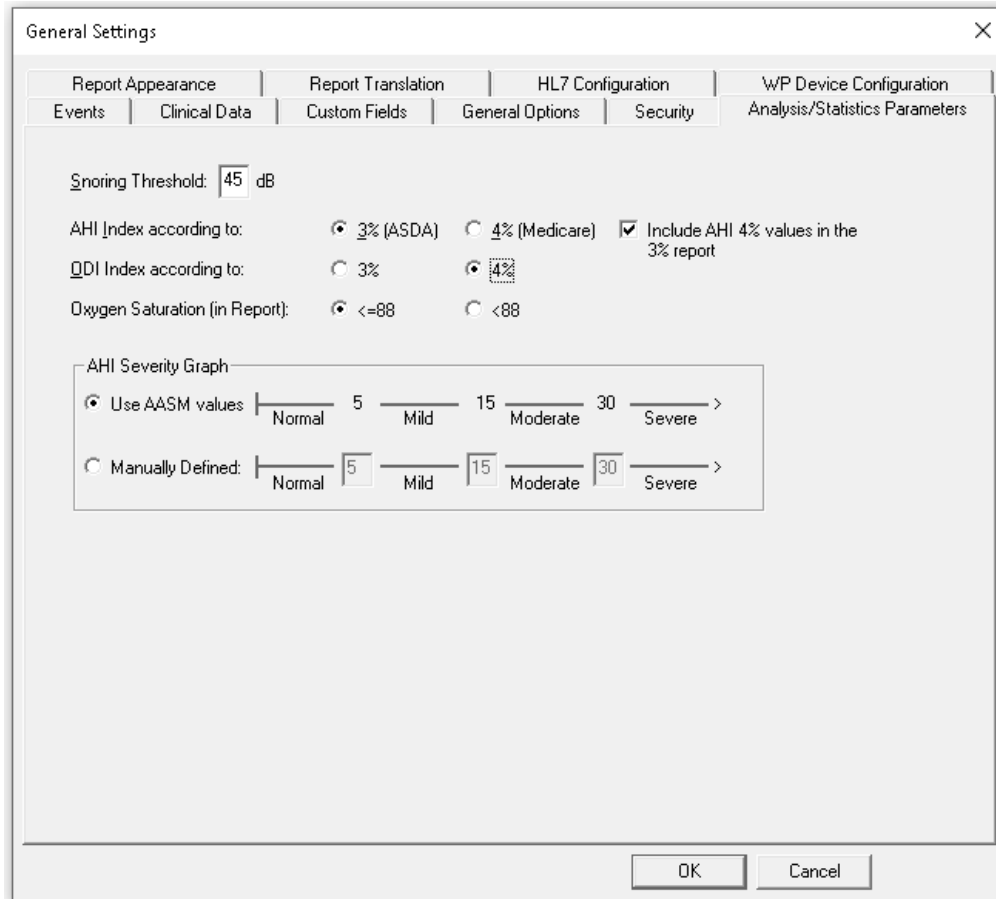 General Settings
Report Appearance Report Translation HL7 Configuration WP Device Configuration
Events Clinical Data Custom Fields General Options Security Analysis/Statistics Parameters
Snoring Threshold: 45 dB
AHI Index according to: 3% (ASDA) 4% (Medicare) Include AHI 4% values in the
3% report
ODI Index according to: 3% 4%
Oxygen Saturation (in Report): <=88 <88
AHI Severity Graph
Use AASM values 5 15 30 >
Normal Mild Moderate Severe
Manually Defined: 5 15 30 >
Normal Mild Moderate Severe
OK Cancel